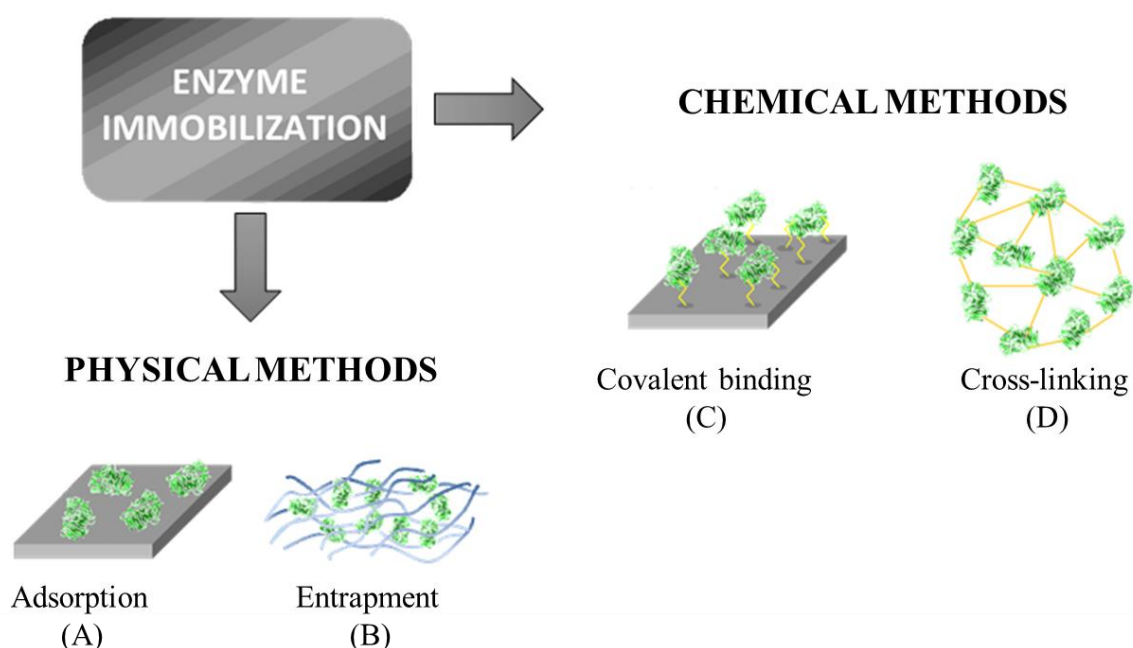 ENZYME
IMMOBILIZATION
CHEMICAL METHODS
Covalent binding
(C)
Cross-linking
(D)
PHYSICAL METHODS
Adsorption
(A)
Entrapment
(B)